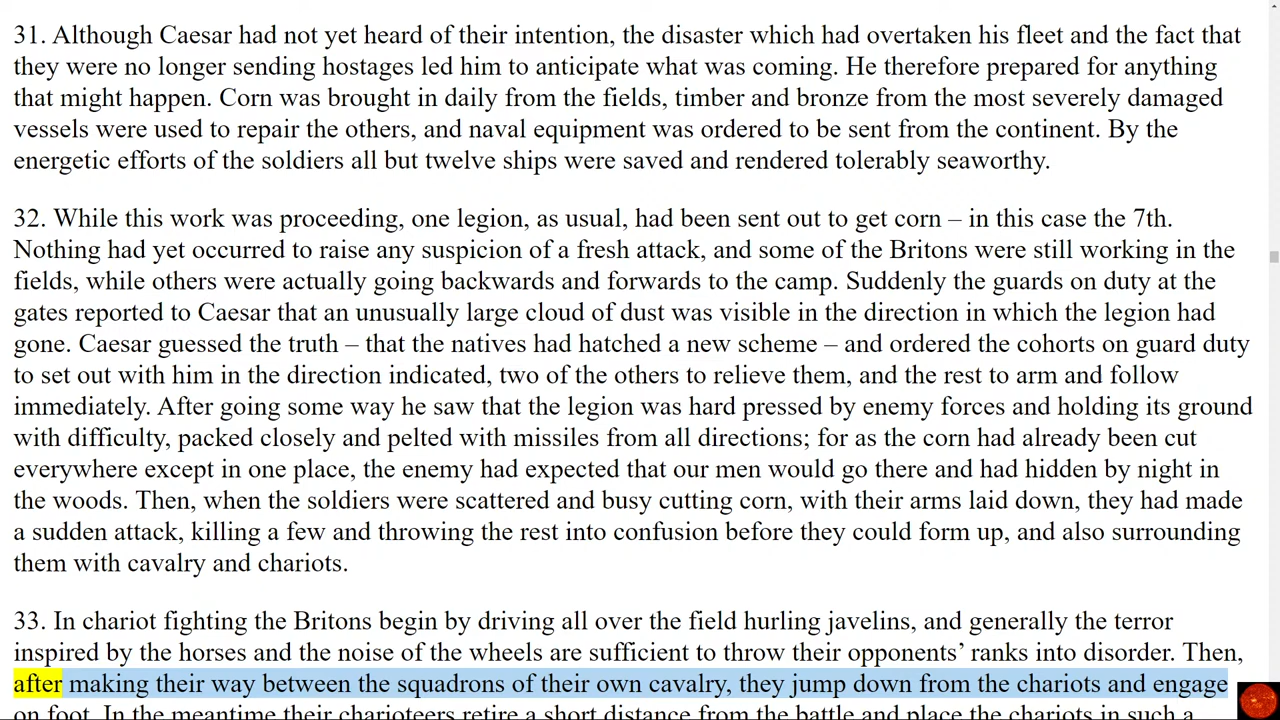 31. Although Caesar had not yet heard of their intention, the disaster which had overtaken his fleet and the fact that
they were no longer sending hostages led him to anticipate what was coming. He therefore prepared for anything
that might happen. Corn was brought in daily from the fields, timber and bronze from the most severely damaged
vessels were used to repair the others, and naval equipment was ordered to be sent from the continent. By the
energetic efforts of the soldiers all but twelve ships were saved and rendered tolerably seaworthy.
32. While this work was proceeding, one legion, as usual, had been sent out to get corn – in this case the 7th.
Nothing had yet occurred to raise any suspicion of a fresh attack, and some of the Britons were still working in the
fields, while others were actually going backwards and forwards to the camp. Suddenly the guards on duty at the
gates reported to Caesar that an unusually large cloud of dust was visible in the direction in which the legion had
gone. Caesar guessed the truth – that the natives had hatched a new scheme – and ordered the cohorts on guard duty
to set out with him in the direction indicated, two of the others to relieve them, and the rest to arm and follow
immediately. After going some way he saw that the legion was hard pressed by enemy forces and holding its ground
with difficulty, packed closely and pelted with missiles from all directions; for as the corn had already been cut
everywhere except in one place, the enemy had expected that our men would go there and had hidden by night in
the woods. Then, when the soldiers were scattered and busy cutting corn, with their arms laid down, they had made
a sudden attack, killing a few and throwing the rest into confusion before they could form up, and also surrounding
them with cavalry and chariots.
33. In chariot fighting the Britons begin by driving all over the field hurling javelins, and generally the terror
inspired by the horses and the noise of the wheels are sufficient to throw their opponents’ ranks into disorder. Then,
after making their way between the squadrons of their own cavalry, they jump down from the chariots and engage
on foot. In the meantime their charioteers retire a short distance from the battle and place the chariots in such a